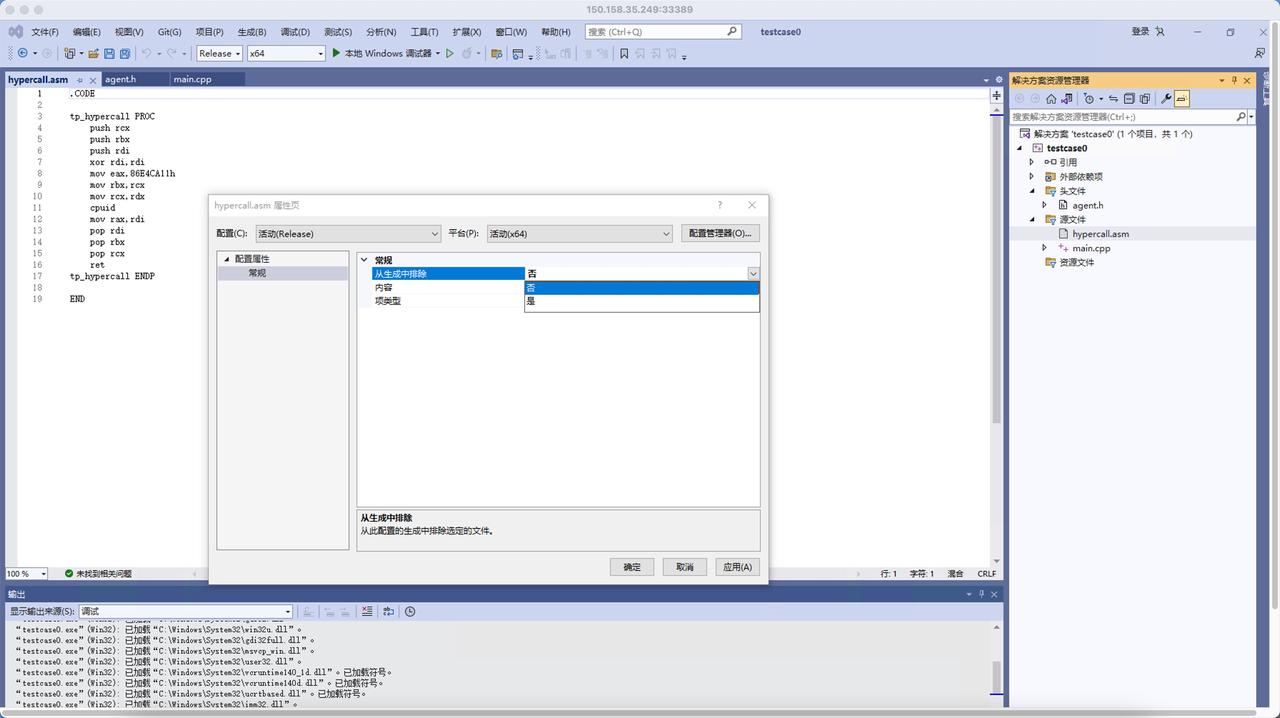 150.158.35.249:33389
文件(F) 编辑(E) 视图(V) Git(G) 项目(P) 生成(B) 调试(D) 测试(S) 分析(N) 工具(T) 扩展(X) 窗口(W) 帮助(H) 搜索 (Ctrl+Q) testcase0 登录
Release x64 本地 Windows 调试器
hypercall.asm agent.h main.cpp
1 .CODE
2
3 tp_hypercall PROC
4 push rcx
5 push rbx
6 push rdi
7 xor rdi,rdi
8 mov eax,86E4CA11h
9 mov rbx,rcx
10 mov rcx,rdx
11 cpuid
12 mov rax,rdi
13 pop rdi
14 pop rbx
15 pop rcx
16 ret
17 tp_hypercall ENDP
18
19 END
hypercall.asm 属性页
配置(C): 活动(Release) 平台(P): 活动(x64) 配置管理器(O)...
配置属性
常规
常规
从生成中排除 否
内容 否
项类型 是
从生成中排除
从此配置的生成中排除选定的文件。
确定 取消 应用(A)
100 % 未找到相关问题 行: 1 字符: 1 混合 CRLF
输出
显示输出来源(S): 调试
“testcase0.exe”(Win32): 已加载“C:\Windows\System32\win32u.dll”。
“testcase0.exe”(Win32): 已加载“C:\Windows\System32\gdi32full.dll”。
“testcase0.exe”(Win32): 已加载“C:\Windows\System32\msvcp_win.dll”。
“testcase0.exe”(Win32): 已加载“C:\Windows\System32\user32.dll”。
“testcase0.exe”(Win32): 已加载“C:\Windows\System32\vcruntime140_1d.dll”。已加载符号。
“testcase0.exe”(Win32): 已加载“C:\Windows\System32\vcruntime140d.dll”。已加载符号。
“testcase0.exe”(Win32): 已加载“C:\Windows\System32\ucrtbased.dll”。已加载符号。
“testcase0.exe”(Win32): 已加载“C:\Windows\System32\imm32.dll”。
解决方案资源管理器
搜索解决方案资源管理器(Ctrl+;)
解决方案 'testcase0' (1 个项目，共 1 个)
testcase0
引用
外部依赖项
头文件
agent.h
源文件
hypercall.asm
main.cpp
资源文件